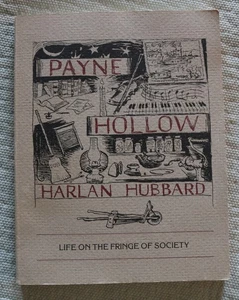 PAYNE
HOLLOW
HARLAN HUBBARD
LIFE ON THE FRINGE OF SOCIETY